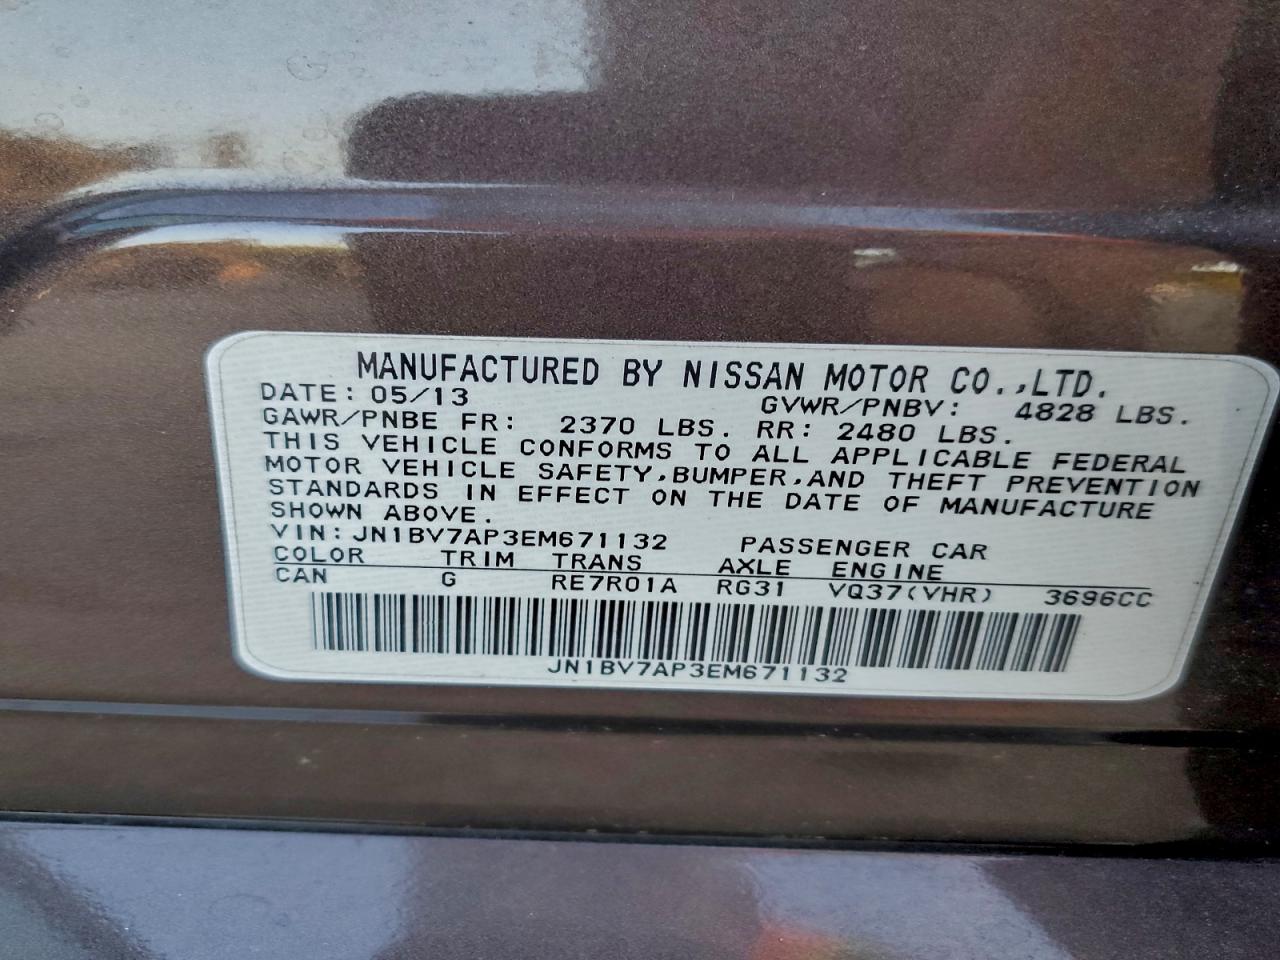 MANUFACTURED BY NISSAN MOTOR CO.,LTD.
DATE: 05/13 GVWR/PNBV: 4828 LBS.
GAWR/PNBE FR: 2370 LBS. RR: 2480 LBS.
THIS VEHICLE CONFORMS TO ALL APPLICABLE FEDERAL
MOTOR VEHICLE SAFETY,BUMPER,AND THEFT PREVENTION
STANDARDS IN EFFECT ON THE DATE OF MANUFACTURE
SHOWN ABOVE.
VIN:JN1BV7AP3EM671132 PASSENGER CAR
COLOR TRIM TRANS AXLE ENGINE
CAN G RE7R01A RG31 VQ37(VHR) 3696CC
JN1BV7AP3EM671132